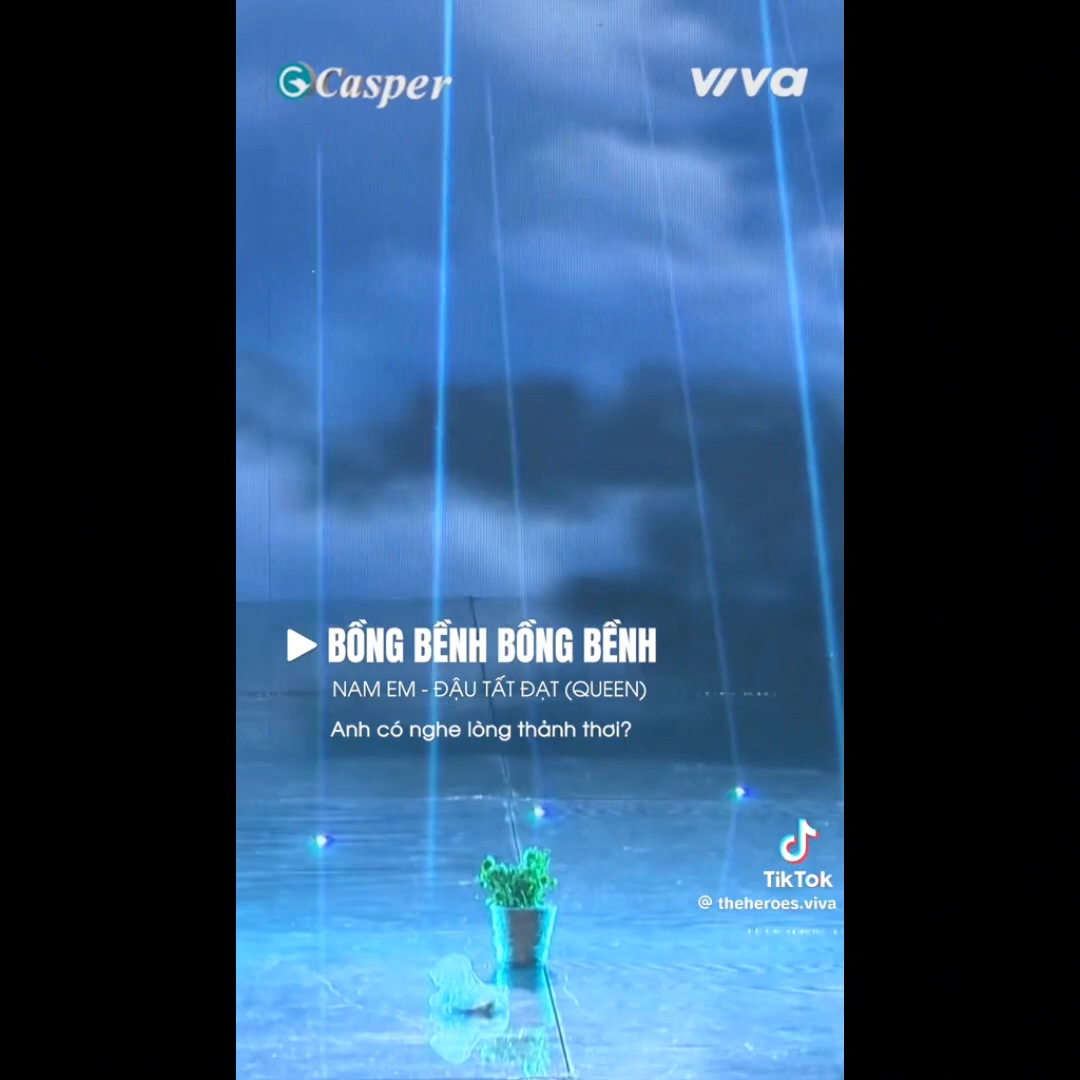 Casper
VIVA
BỒNG BỀNH BỒNG BỀNH
NAM EM - ĐẬU TẤT ĐẠT (QUEEN)
Anh có nghe lòng thảnh thơi?
TikTok
@ theheroes.viva